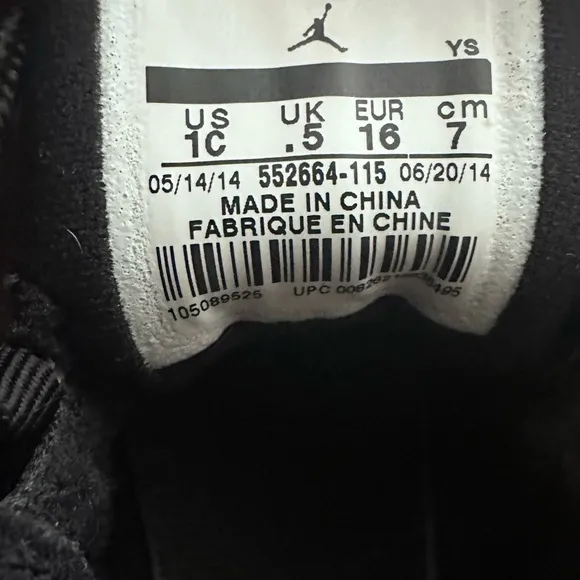 YS
US UK EUR cm
1C .5 16 7
05/14/14 552664-115 06/20/14
MADE IN CHINA
FABRIQUE EN CHINE
105089525 UPC